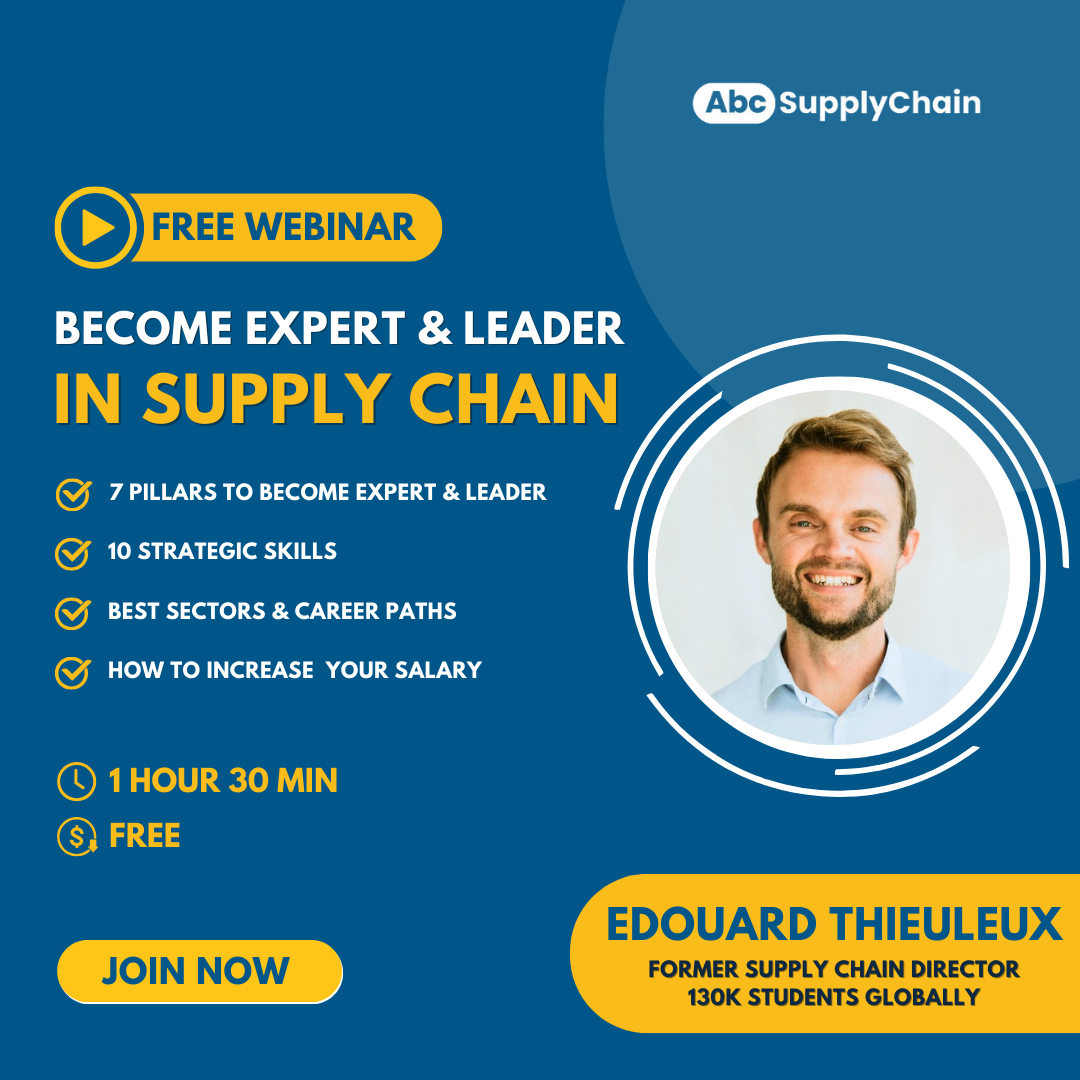 Abc SupplyChain
FREE WEBINAR
BECOME EXPERT & LEADER
IN SUPPLY CHAIN
7 PILLARS TO BECOME EXPERT & LEADER
10 STRATEGIC SKILLS
BEST SECTORS & CAREER PATHS
HOW TO INCREASE  YOUR SALARY
1 HOUR 30 MIN
$ FREE
JOIN NOW
EDOUARD THIEULEUX
FORMER SUPPLY CHAIN DIRECTOR
130K STUDENTS GLOBALLY